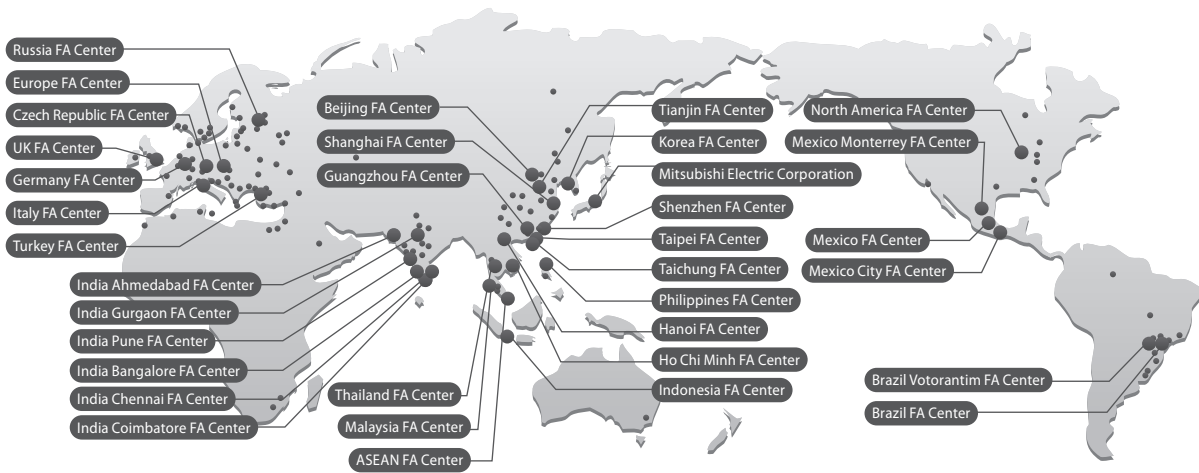 Russia FA Center
Europe FA Center
Czech Republic FA Center
UK FA Center
Germany FA Center
Italy FA Center
Turkey FA Center
India Ahmedabad FA Center
India Gurgaon FA Center
India Pune FA Center
India Bangalore FA Center
India Chennai FA Center
India Coimbatore FA Center
Beijing FA Center
Shanghai FA Center
Guangzhou FA Center
Thailand FA Center
Malaysia FA Center
ASEAN FA Center
Tianjin FA Center
Korea FA Center
Mitsubishi Electric Corporation
Shenzhen FA Center
Taipei FA Center
Taichung FA Center
Philippines FA Center
Hanoi FA Center
Ho Chi Minh FA Center
Indonesia FA Center
North America FA Center
Mexico Monterrey FA Center
Mexico FA Center
Mexico City FA Center
Brazil Votorantim FA Center
Brazil FA Center